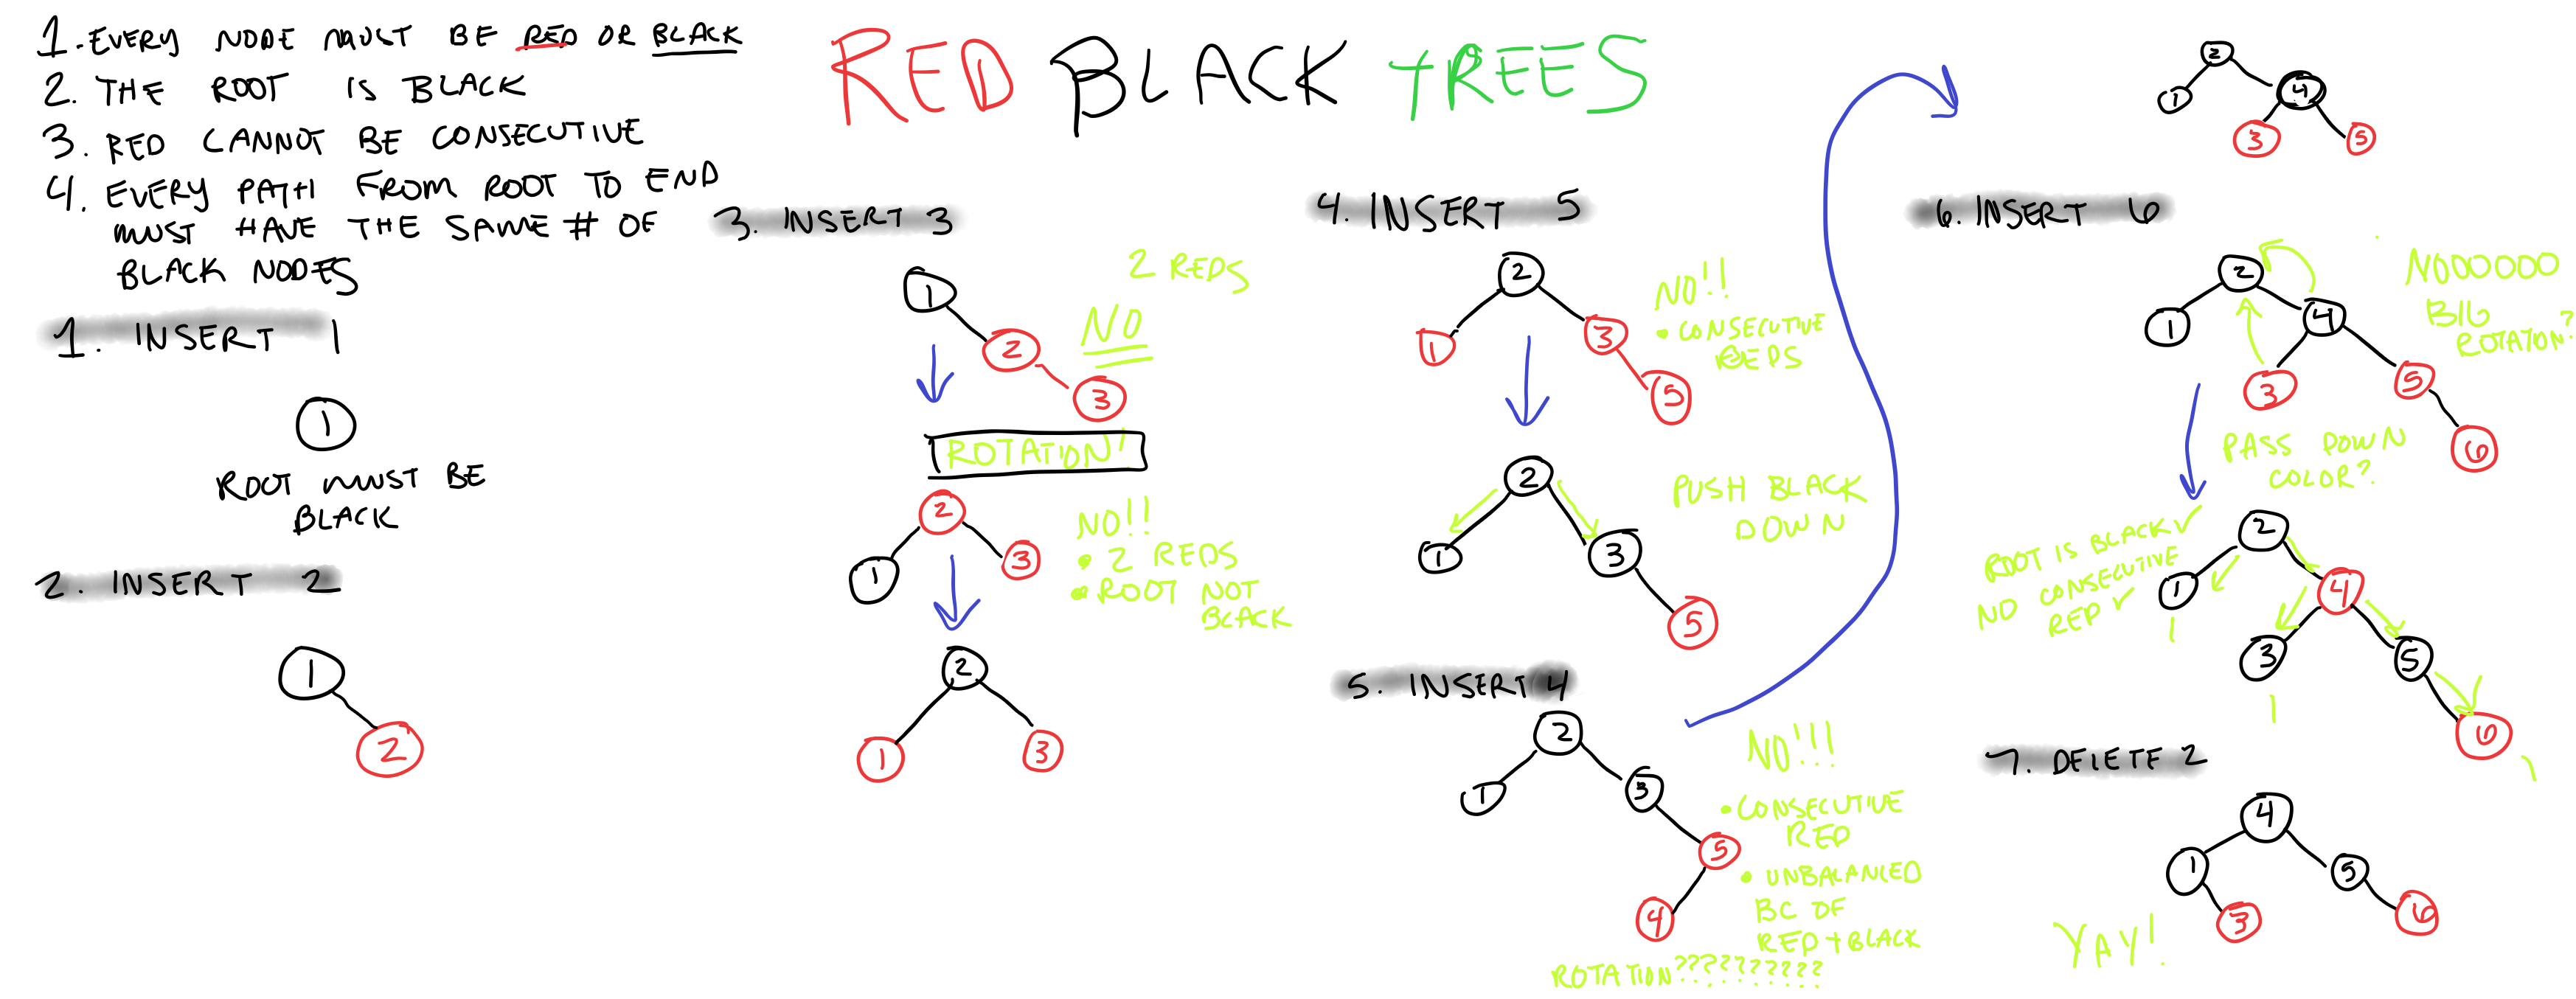 1. EVERY NODE MUST BE RED OR BLACK
2. THE ROOT IS BLACK
3. RED CANNOT BE CONSECUTIVE
4. EVERY PATH FROM ROOT TO END
MUST HAVE THE SAME # OF
BLACK NODES
RED BLACK TREES
1. INSERT 1
1
ROOT MUST BE
BLACK
2. INSERT 2
1
2
3. INSERT 3
1
2
3
2 REDS
NO
ROTATION!
2
1
3
NO!!
• 2 REDS
• ROOT NOT
BLACK
2
1
3
4. INSERT 5
2
1
3
5
NO!!
• CONSECUTIVE
REDS
2
1
3
5
PUSH BLACK
DOWN
5. INSERT 4
2
1
3
5
4
NO!!!
• CONSECUTIVE
RED
• UNBALANCED
BC OF
RED + BLACK
ROTATION??????????
2
1
4
3
5
6. INSERT 6
2
1
4
3
5
6
NOOOOOO
BIG
ROTATION?
PASS DOWN
COLOR?
2
1
4
3
5
6
ROOT IS BLACK ✓
NO CONSECUTIVE
RED ✓
1
1
1
7. DELETE 2
4
1
5
3
6
YAY!